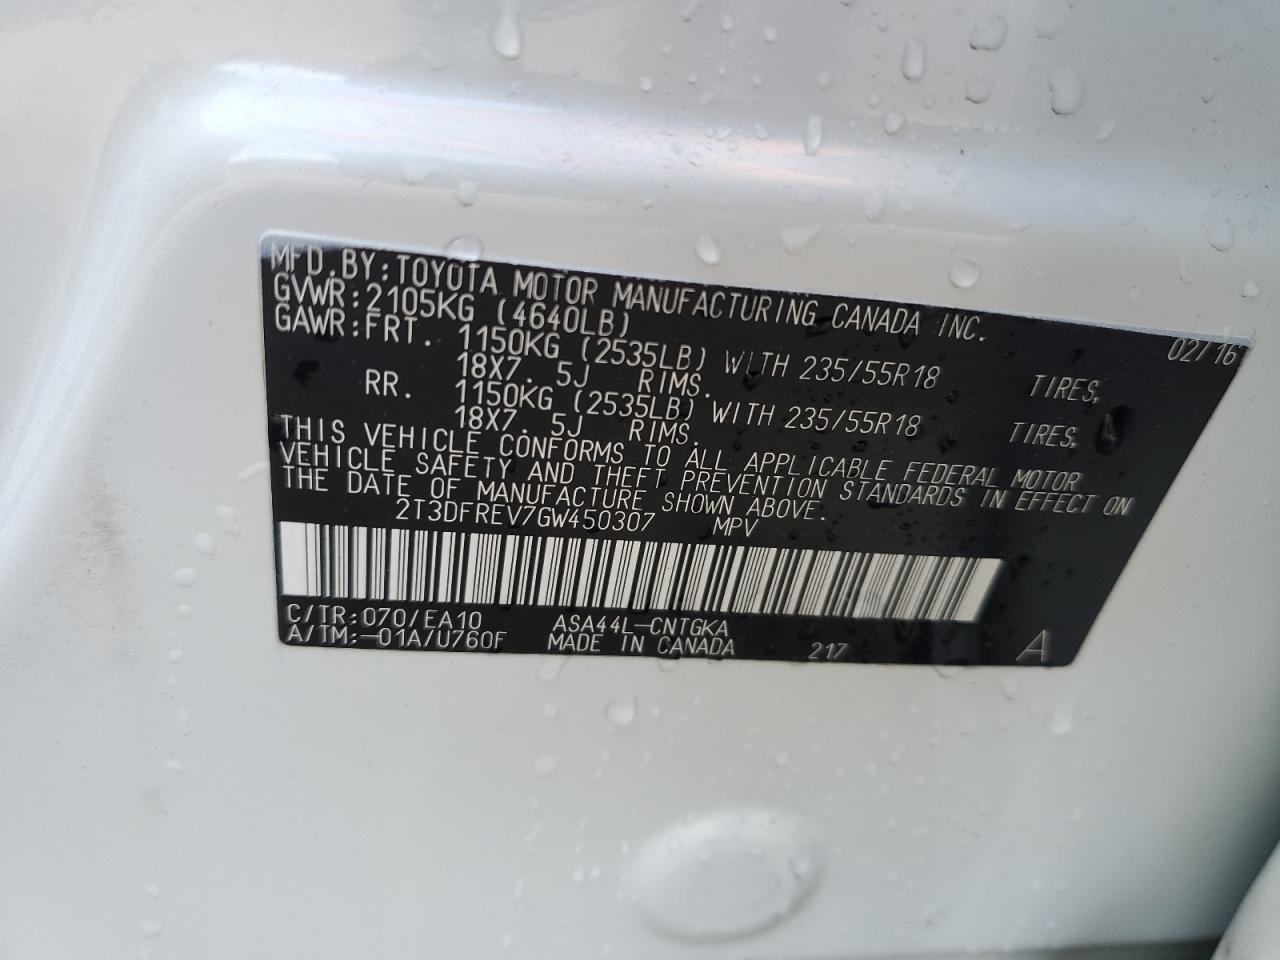 MFD.BY:TOYOTA MOTOR MANUFACTURING CANADA INC. 02/16
GVWR:2105KG (4640LB)
GAWR:FRT. 1150KG (2535LB) WITH 235/55R18 TIRES,
18X7. 5J RIMS.
RR. 1150KG (2535LB) WITH 235/55R18 TIRES,
18X7. 5J RIMS.
THIS VEHICLE CONFORMS TO ALL APPLICABLE FEDERAL MOTOR
VEHICLE SAFETY AND THEFT PREVENTION STANDARDS IN EFFECT ON
THE DATE OF MANUFACTURE SHOWN ABOVE.
2T3DFREV7GW450307 MPV
C/TR:070/EA10 ASA44L-CNTGKA
A/TM:-01A/U760F MADE IN CANADA 217 A